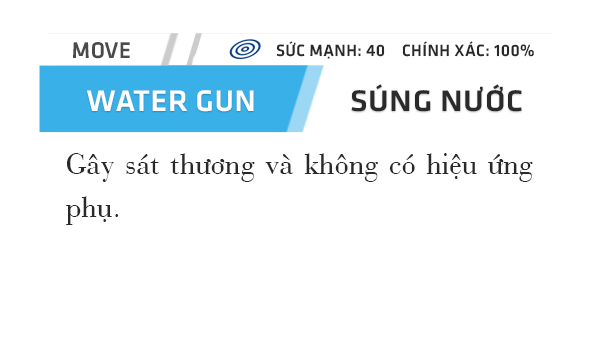 MOVE SỨC MẠNH: 40 CHÍNH XÁC: 100%
WATER GUN SÚNG NƯỚC
Gây sát thương và không có hiệu ứng
phụ.